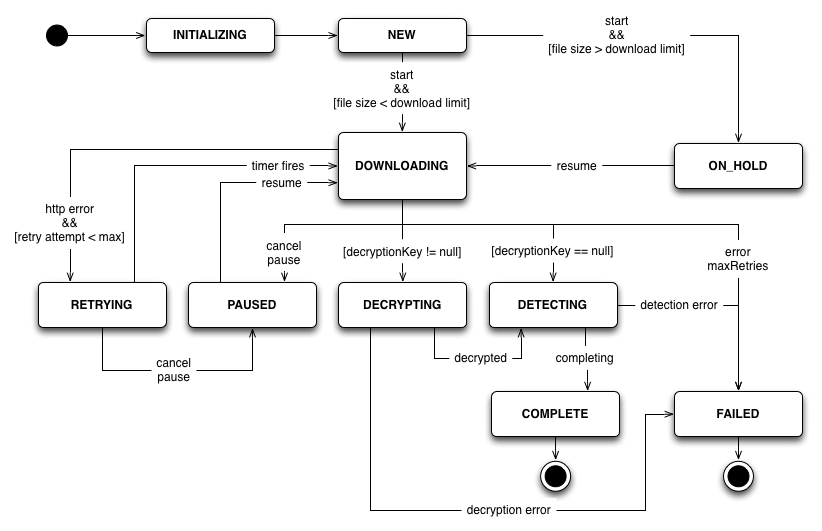 INITIALIZING
NEW
start
&&
[file size > download limit]
start
&&
[file size < download limit]
DOWNLOADING
ON_HOLD
timer fires
resume
resume
http error
&&
[retry attempt < max]
cancel
pause
[decryptionKey != null]
[decryptionKey == null]
error
maxRetries
RETRYING
PAUSED
DECRYPTING
DETECTING
detection error
cancel
pause
decrypted
completing
COMPLETE
FAILED
decryption error